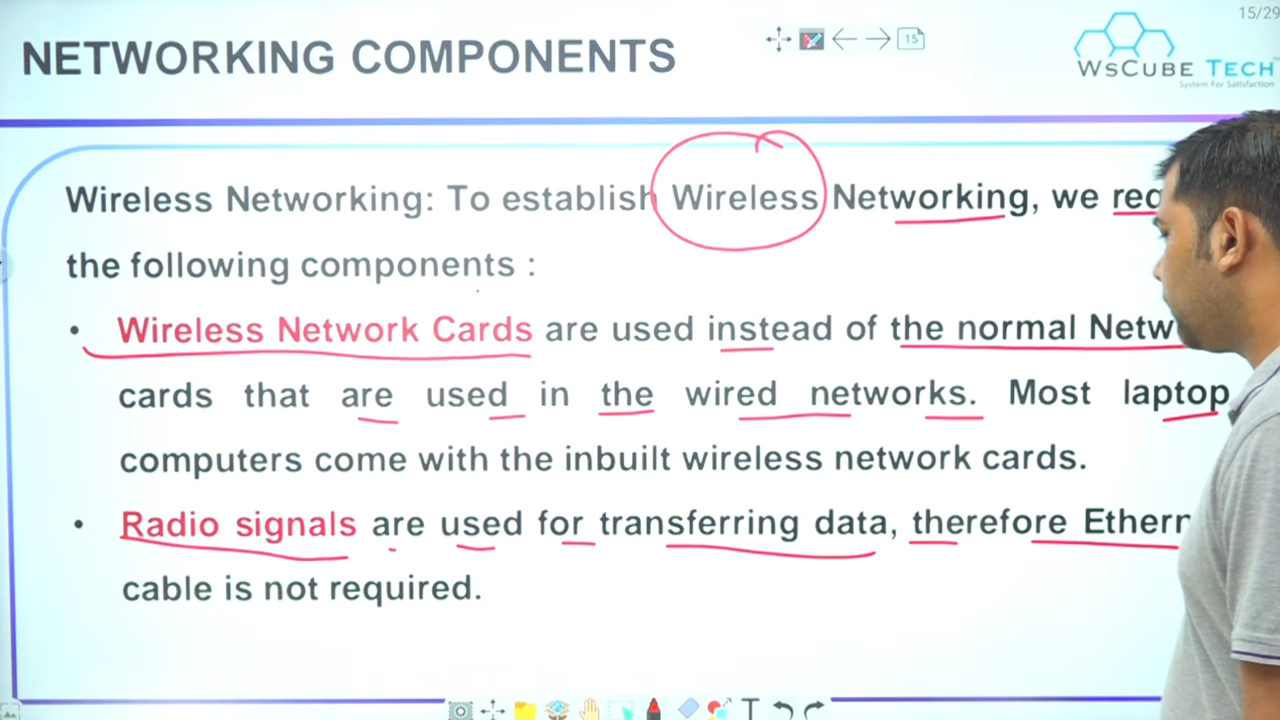 15/29
NETWORKING COMPONENTS
15
WSCUBE TECH
System For Satisfaction
Wireless Networking: To establish Wireless Networking, we
the following components :
• Wireless Network Cards are used instead of the normal
cards that are used in the wired networks. Most laptop
computers come with the inbuilt wireless network cards.
• Radio signals are used for transferring data, therefore
cable is not required.
T